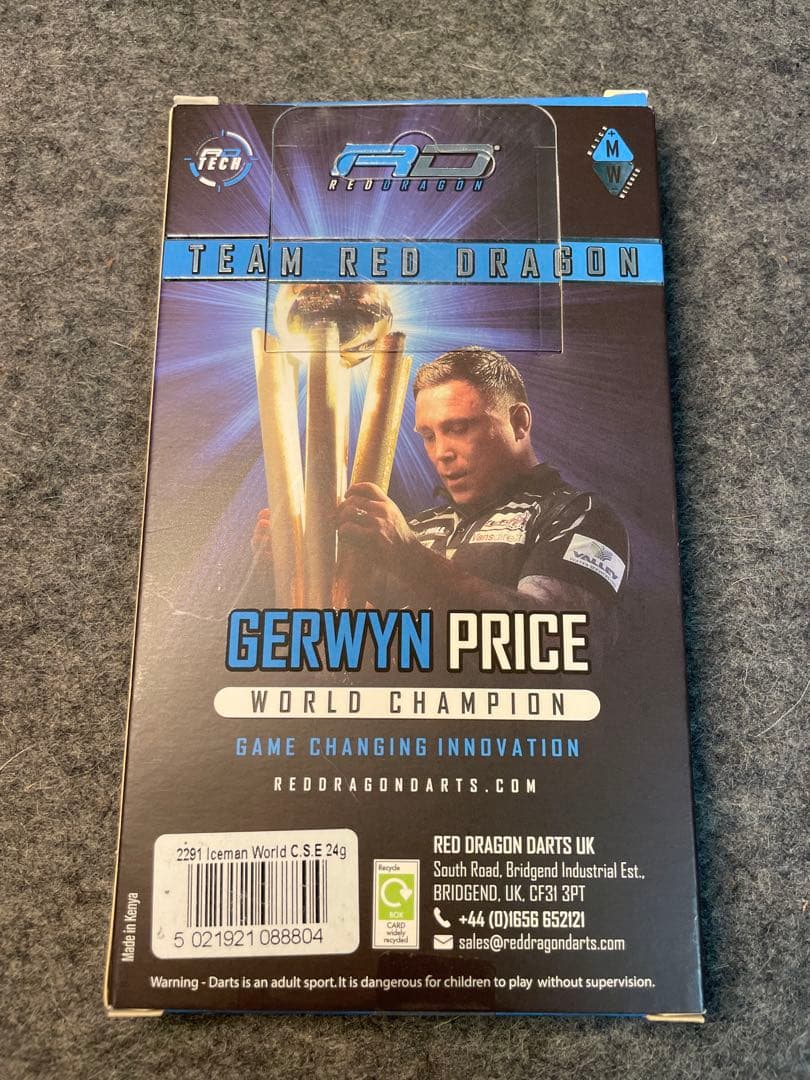 RD TECH
RD
REDDRAGON
MATCH
+
M
W
WEIGHED
TEAM RED DRAGON
VALLEY
GERWYN PRICE
WORLD CHAMPION
GAME CHANGING INNOVATION
REDDRAGONDARTS.COM
2291 Iceman World C.S.E 24g
5 021921 088804
Made in Kenya
Recycle
BOX
CARD
widely
recycled
RED DRAGON DARTS UK
South Road, Bridgend Industrial Est.,
BRIDGEND, UK, CF31 3PT
+44 (0)1656 652121
sales@reddragondarts.com
Warning - Darts is an adult sport. It is dangerous for children to play without supervision.